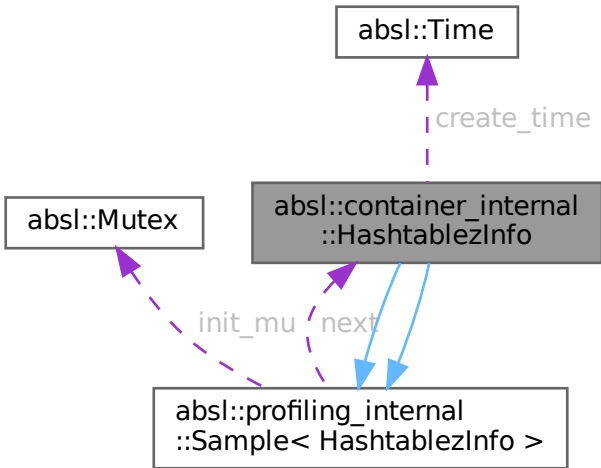 absl::Time
create_time
absl::container_internal
::HashtablezInfo
absl::Mutex
init_mu
next
absl::profiling_internal
::Sample< HashtablezInfo >